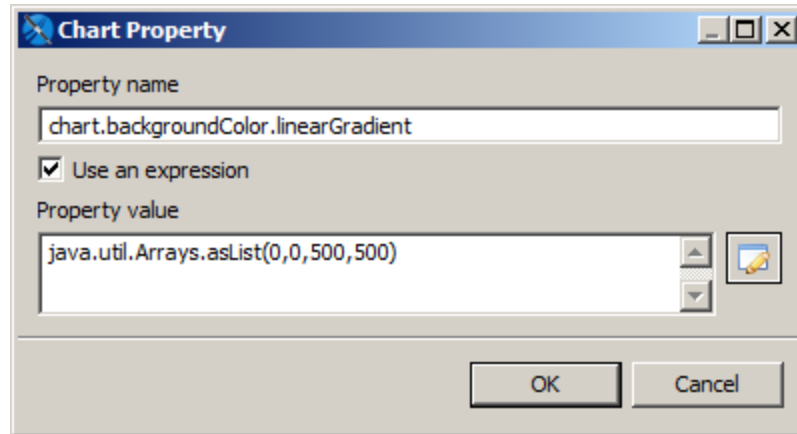 Chart Property
Property name
chart.backgroundColor.linearGradient
Use an expression
Property value
java.util.Arrays.asList(0,0,500,500)
OK Cancel